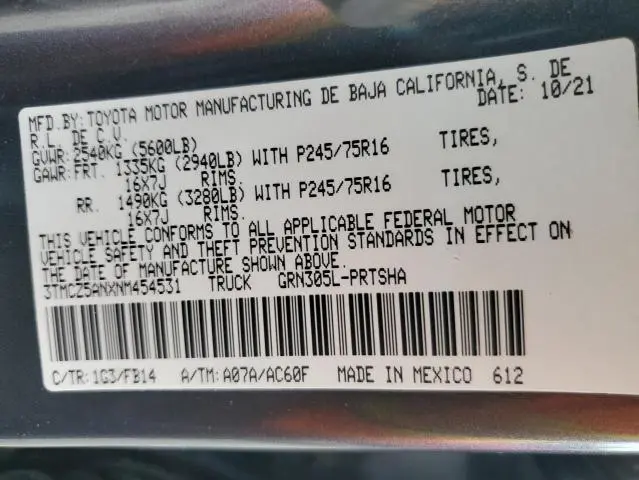 MFD.BY:TOYOTA MOTOR MANUFACTURING DE BAJA CALIFORNIA, S. DE
R.L. DE C.V. DATE: 10/21
GVWR:2540KG (5600LB)
GAWR:FRT. 1335KG (2940LB) WITH P245/75R16 TIRES,
16X7J RIMS.
RR. 1490KG (3280LB) WITH P245/75R16 TIRES,
16X7J RIMS.
THIS VEHICLE CONFORMS TO ALL APPLICABLE FEDERAL MOTOR
VEHICLE SAFETY AND THEFT PREVENTION STANDARDS IN EFFECT ON
THE DATE OF MANUFACTURE SHOWN ABOVE.
3TMCZ5ANXNM454531 TRUCK GRN305L-PRTSHA
C/TR:1G3/FB14 A/TM:A07A/AC60F MADE IN MEXICO 612